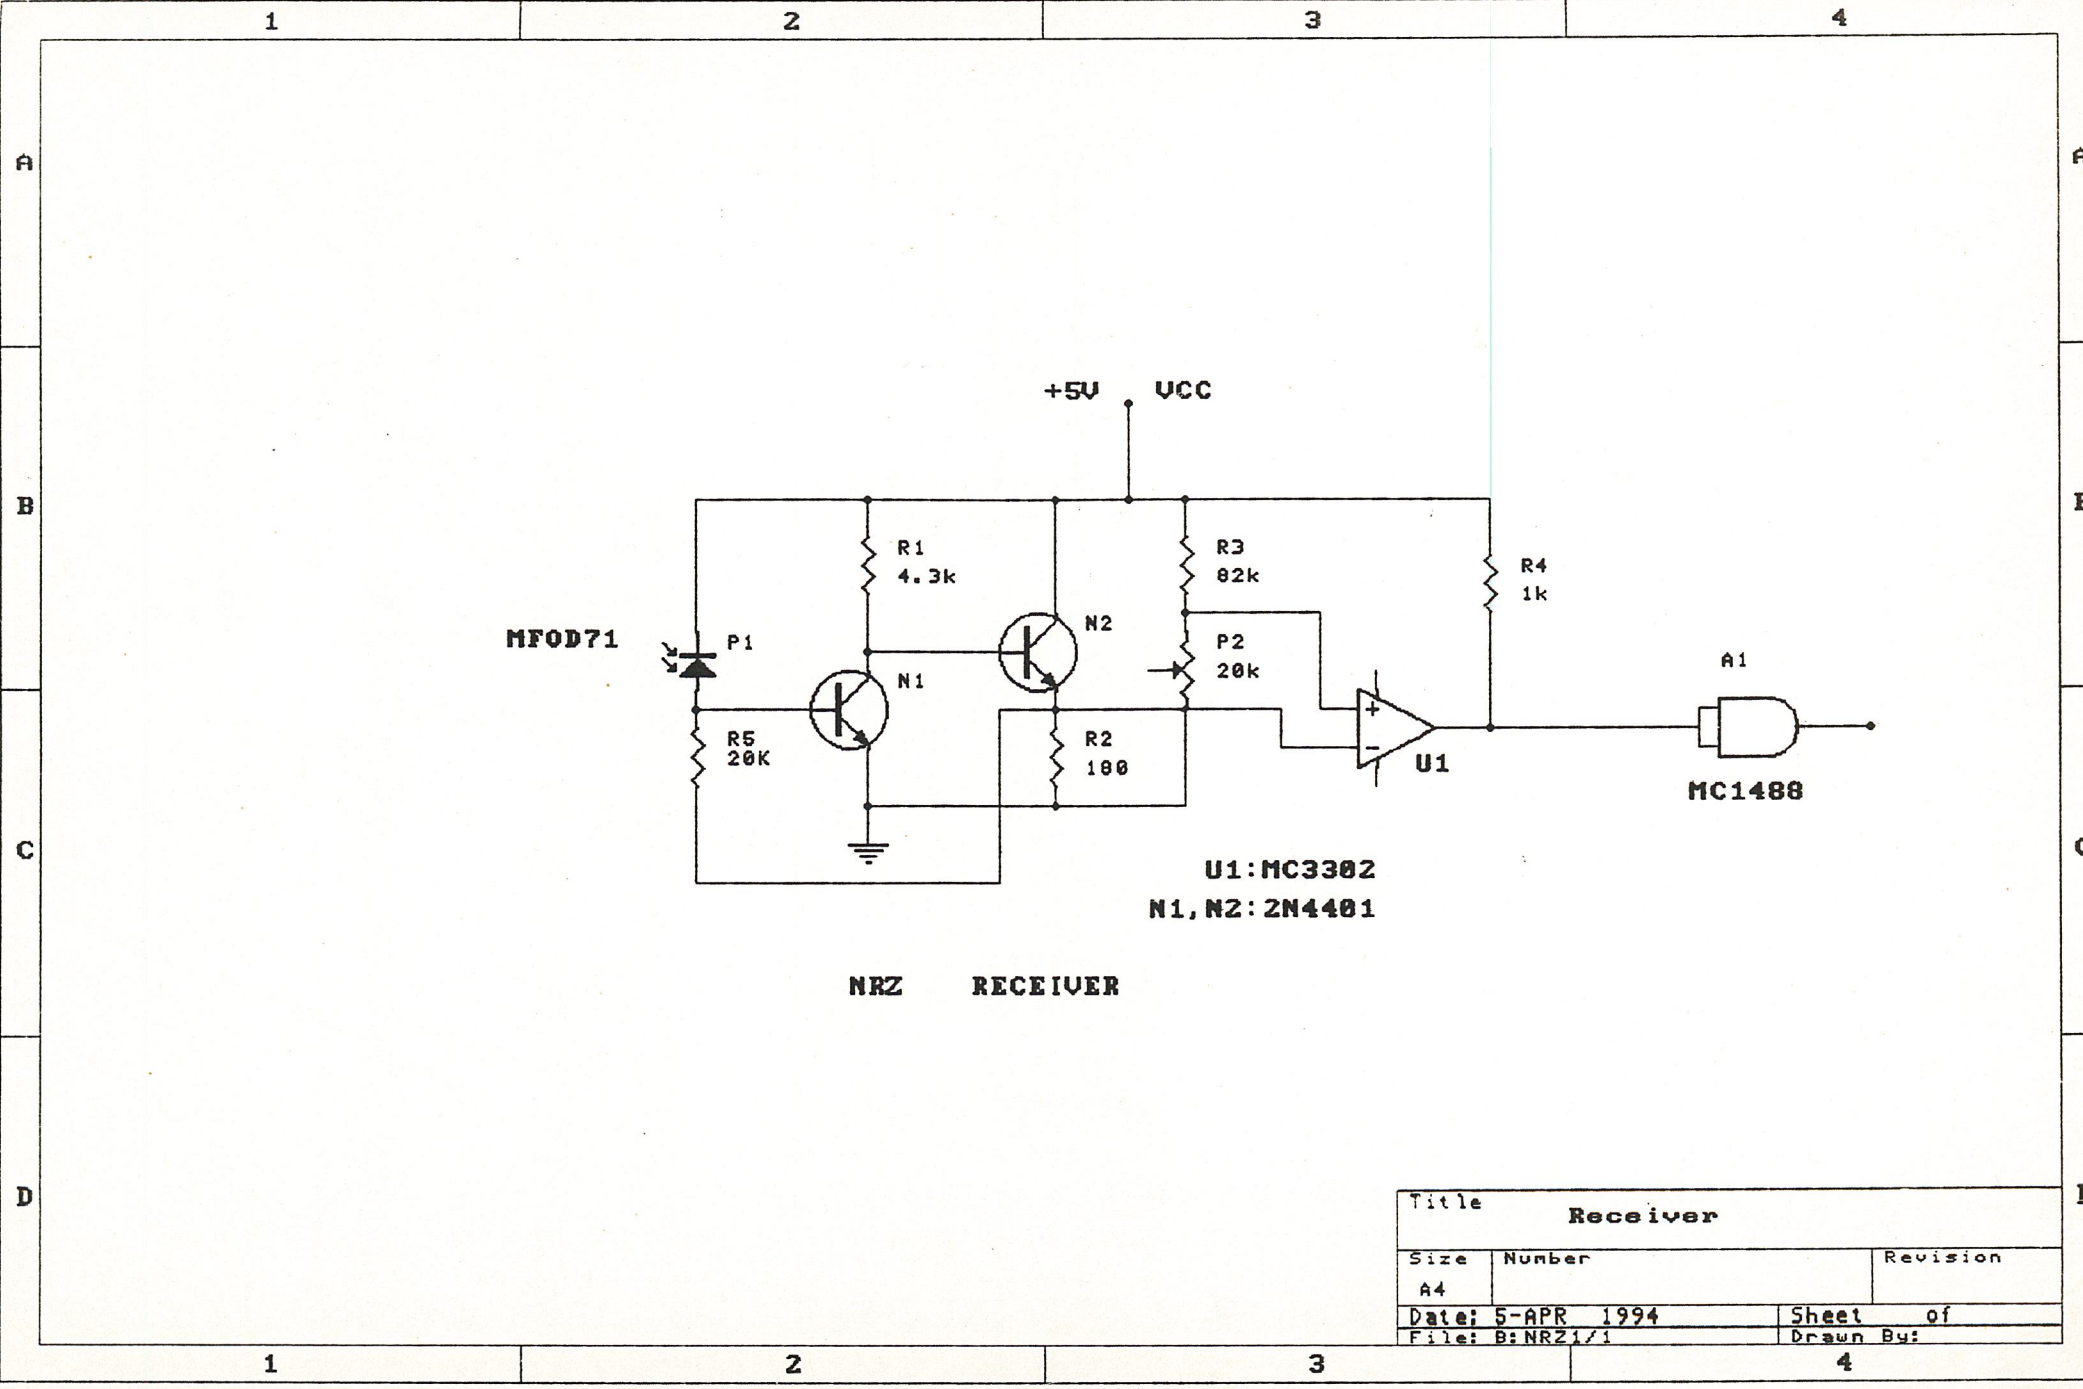 1 2 3 4
A A
+5V VCC
B
R1
4.3k
R3
82k
R4
1k
MFOD71
P1
N1
N2
P2
20k
A1
R5
20K
R2
180
+
-
U1
MC1488
C
U1:MC3302
N1,N2:2N4401
NRZ RECEIVER
D
Title
Receiver
Size
Number
Revision
A4
Date: 5-APR 1994
Sheet of
File: B:NRZ1/1
Drawn By:
1 2 3 4